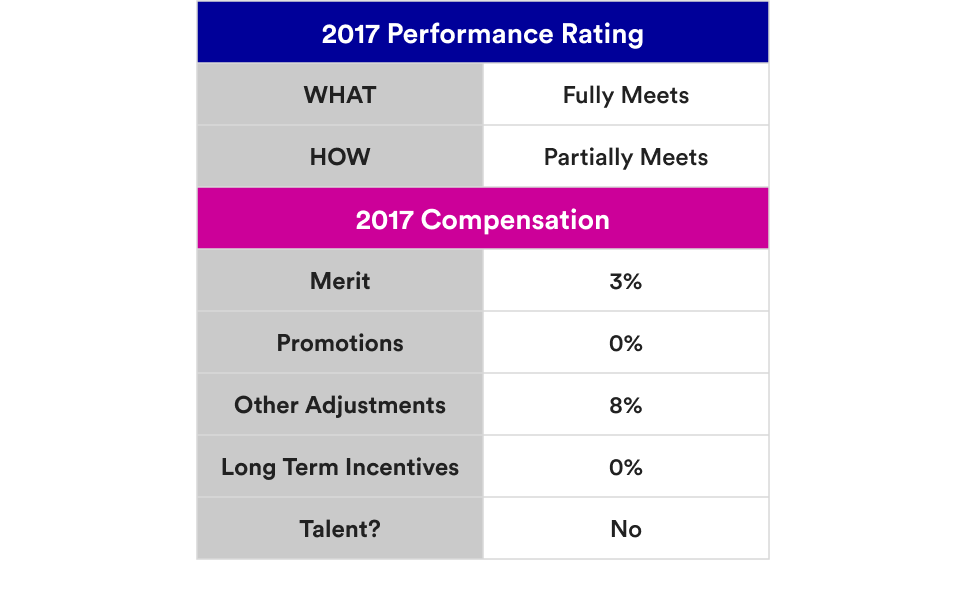 2017 Performance Rating
WHAT Fully Meets
HOW Partially Meets
2017 Compensation
Merit 3%
Promotions 0%
Other Adjustments 8%
Long Term Incentives 0%
Talent? No